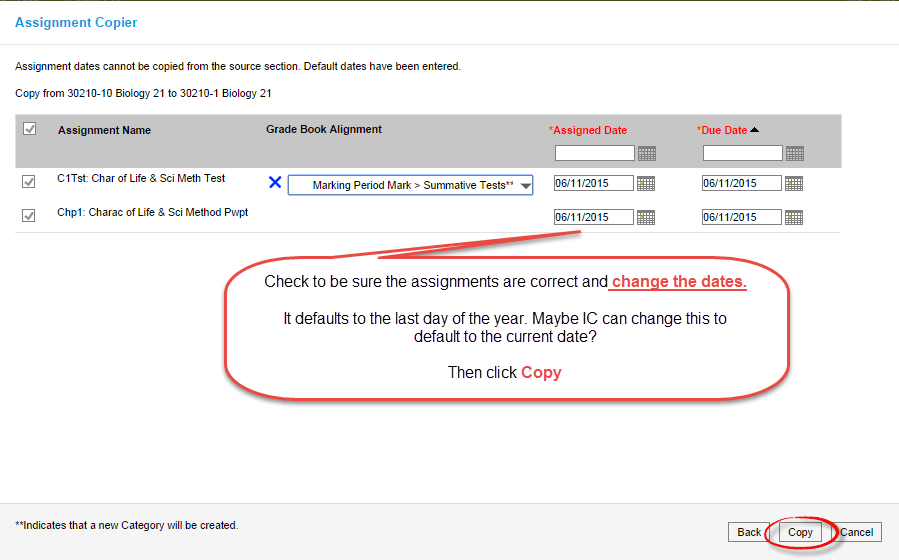 Assignment Copier
Assignment dates cannot be copied from the source section. Default dates have been entered.
Copy from 30210-10 Biology 21 to 30210-1 Biology 21
Assignment Name Grade Book Alignment *Assigned Date *Due Date
C1Tst: Char of Life & Sci Meth Test Marking Period Mark > Summative Tests** 06/11/2015 06/11/2015
Chp1: Charac of Life & Sci Method Pwpt 06/11/2015 06/11/2015
Check to be sure the assignments are correct and change the dates.
It defaults to the last day of the year. Maybe IC can change this to
default to the current date?
Then click Copy
**Indicates that a new Category will be created.
Back Copy Cancel